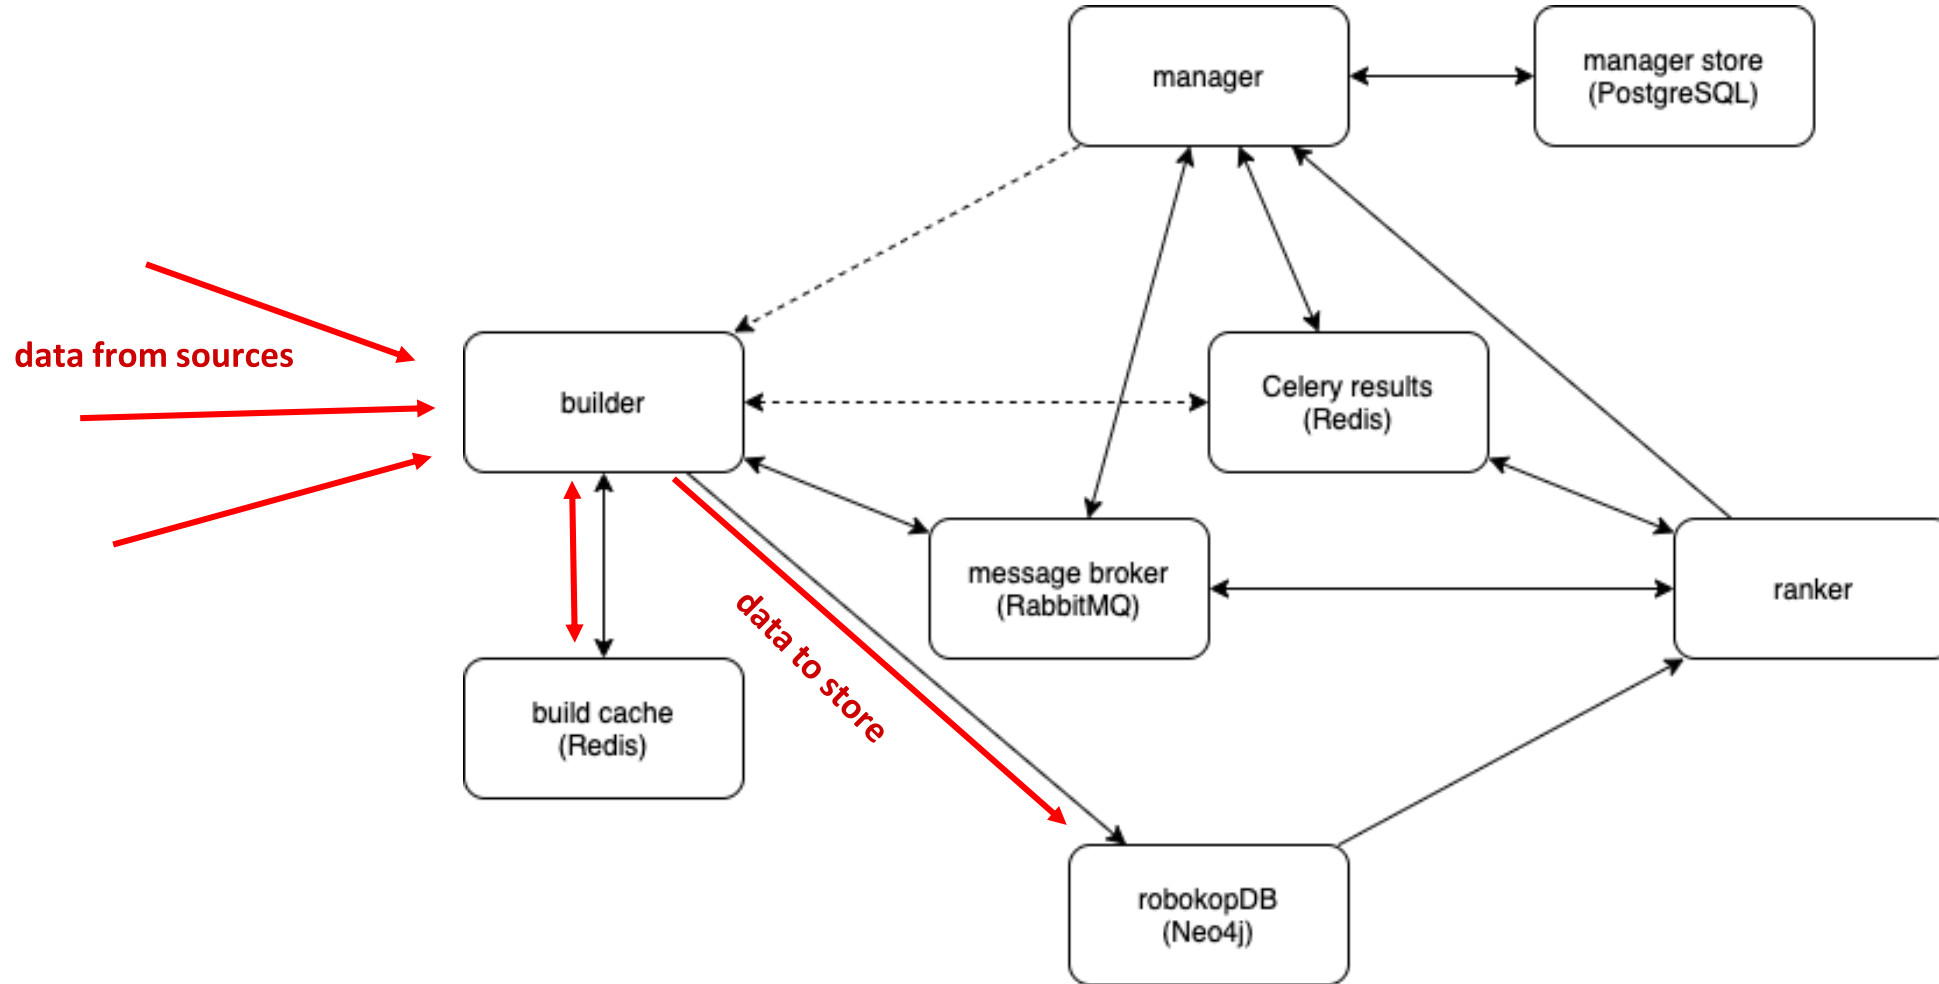 manager
manager store
(PostgreSQL)
data from sources
builder
Celery results
(Redis)
message broker
(RabbitMQ)
ranker
data to store
build cache
(Redis)
robokopDB
(Neo4j)